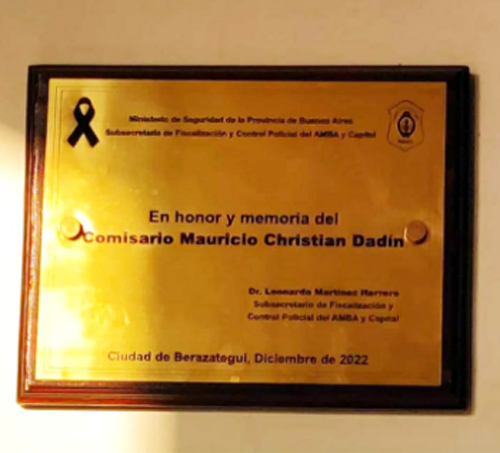 Ministerio de Seguridad de la Provincia de Buenos Aires
Subsecretario de Fiscalización y Control Policial del AMBA y Capital
En honor y memoria del
Comisario Mauricio Christian Dadín
Dr. Leonardo Martínez Herrero
Subsecretario de Fiscalización y
Control Policial del AMBA y Capital
Ciudad de Berazategui, Diciembre de 2022